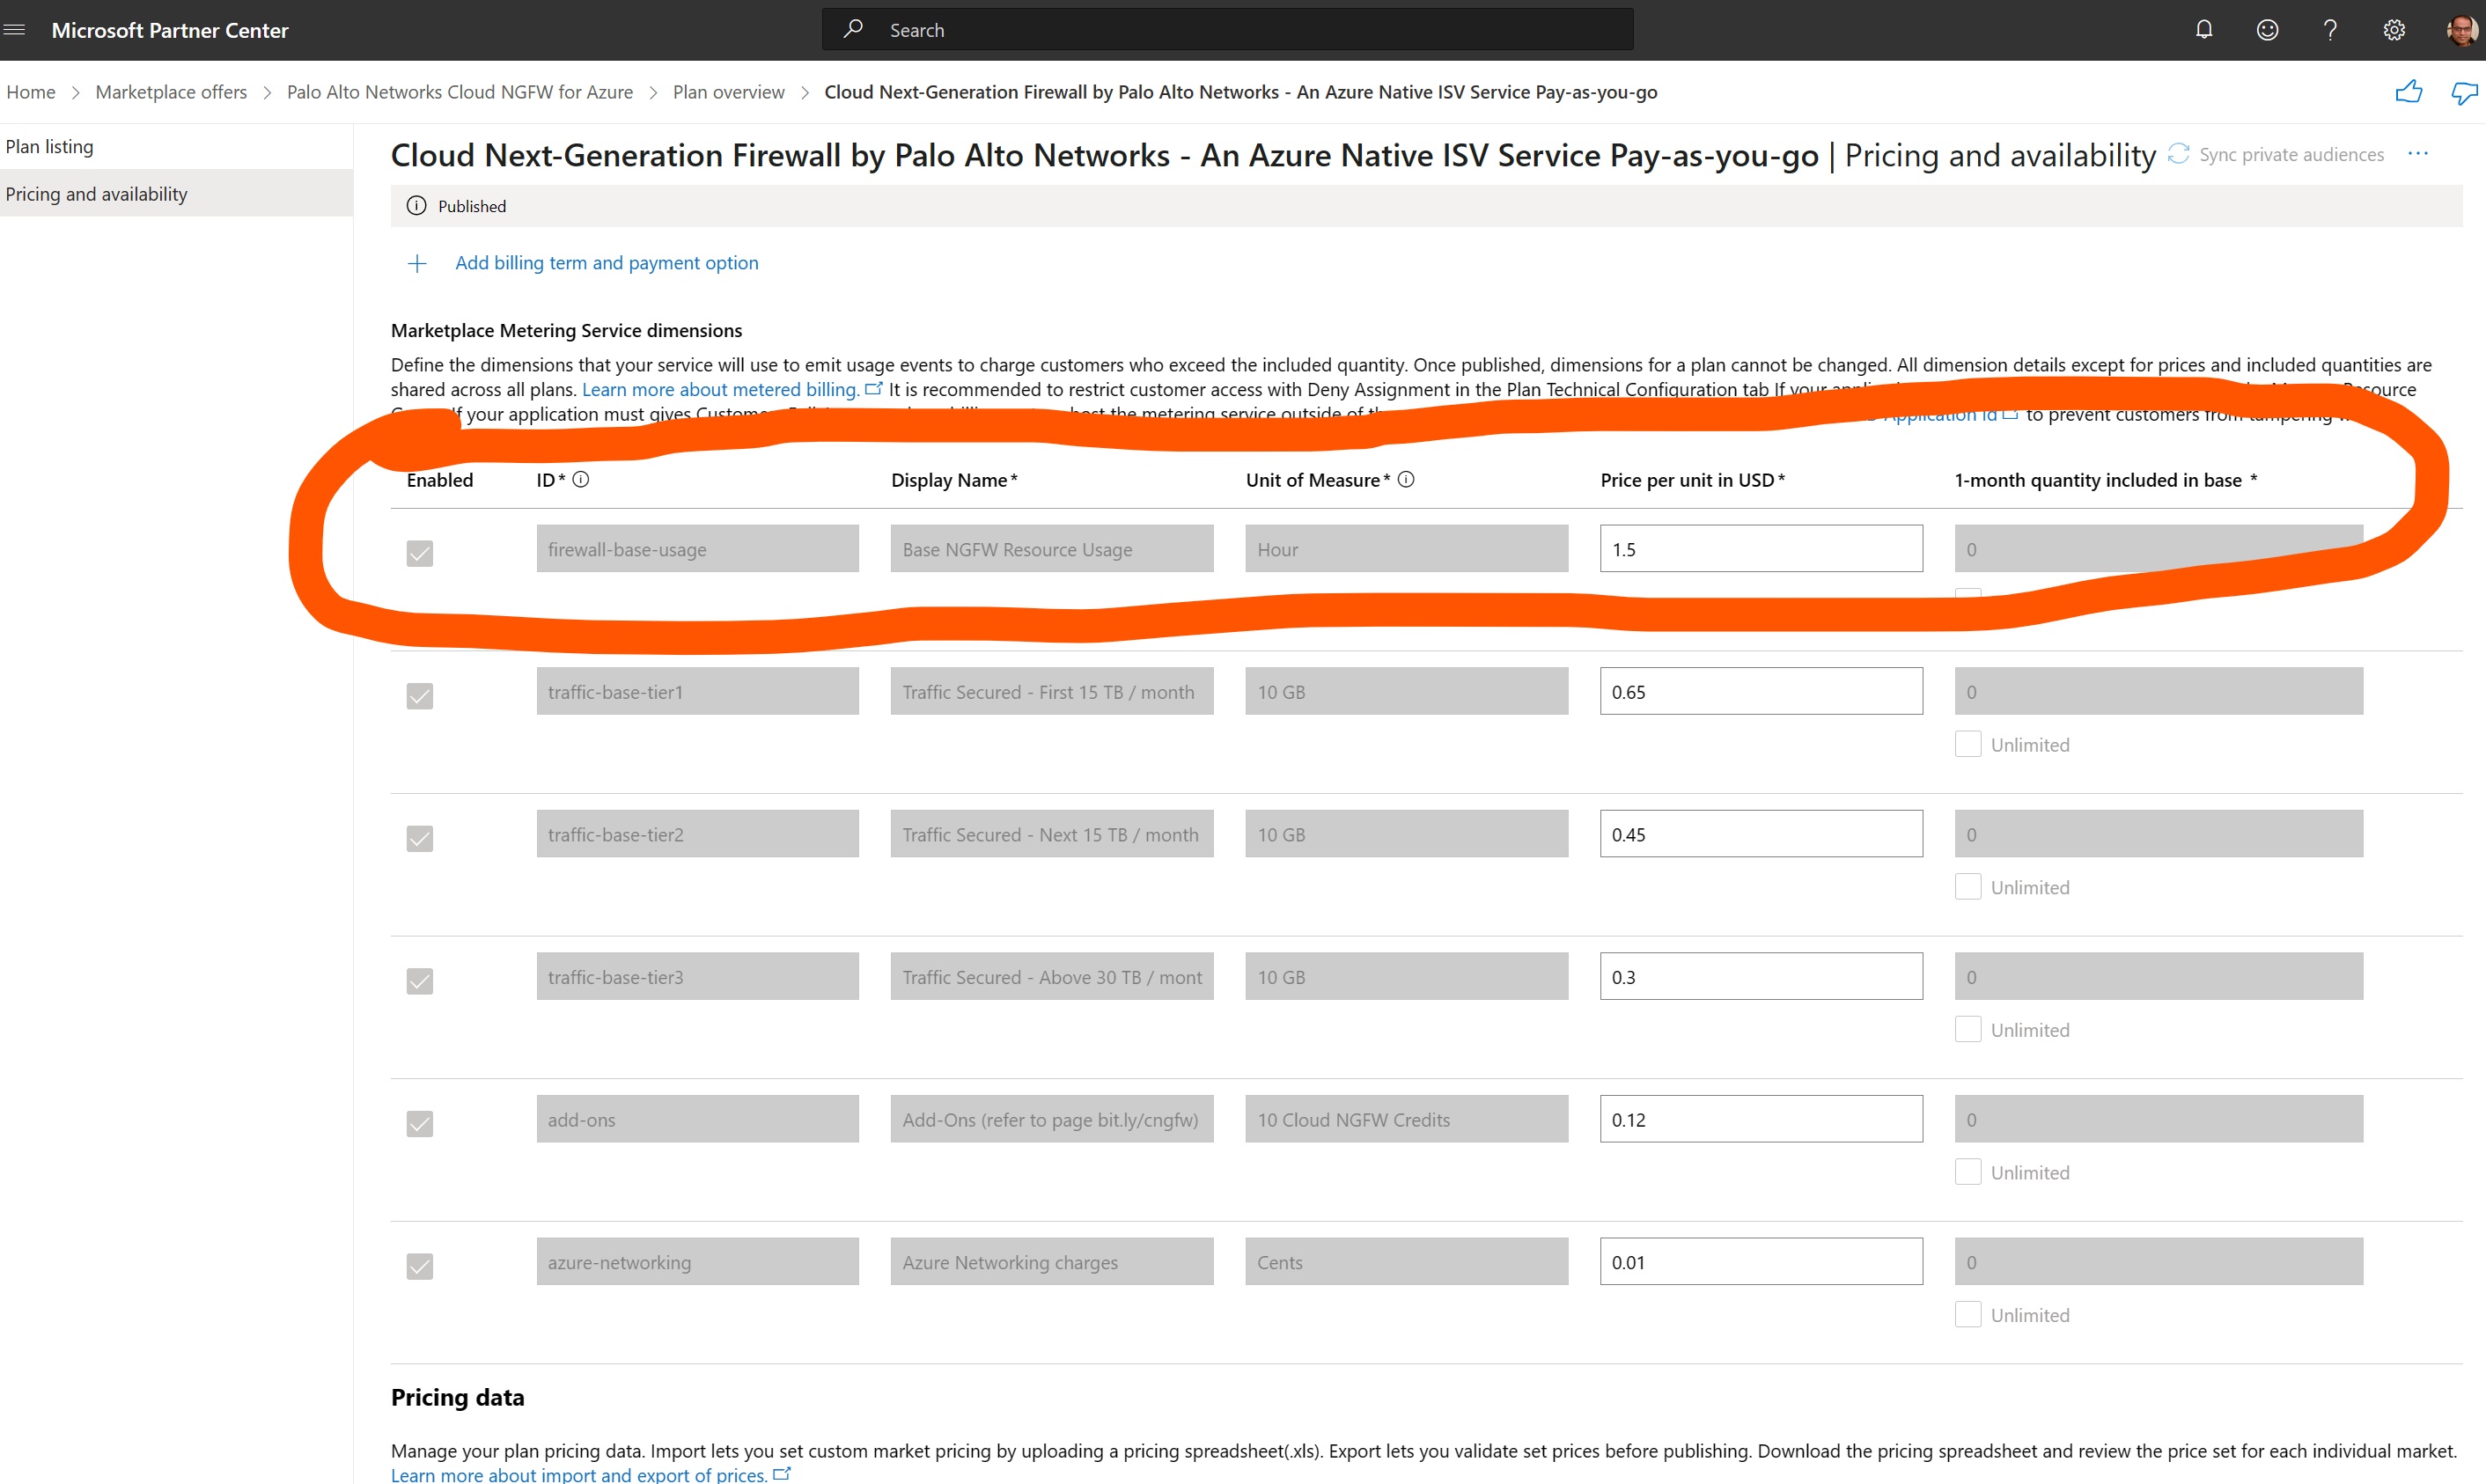 Microsoft Partner Center
Search
Home > Marketplace offers > Palo Alto Networks Cloud NGFW for Azure > Plan overview > Cloud Next-Generation Firewall by Palo Alto Networks - An Azure Native ISV Service Pay-as-you-go
Plan listing
Pricing and availability
Cloud Next-Generation Firewall by Palo Alto Networks - An Azure Native ISV Service Pay-as-you-go | Pricing and availability
Sync private audiences
Published
Add billing term and payment option
Marketplace Metering Service dimensions
Define the dimensions that your service will use to emit usage events to charge customers who exceed the included quantity. Once published, dimensions for a plan cannot be changed. All dimension details except for prices and included quantities are
shared across all plans. Learn more about metered billing. It is recommended to restrict customer access with Deny Assignment in the Plan Technical Configuration tab If your Resource
If your application must gives the metering service outside of Application Id to prevent customers from tampering
Enabled ID* Display Name* Unit of Measure* Price per unit in USD* 1-month quantity included in base *
firewall-base-usage Base NGFW Resource Usage Hour 1.5 0
traffic-base-tier1 Traffic Secured - First 15 TB / month 10 GB 0.65 0
Unlimited
traffic-base-tier2 Traffic Secured - Next 15 TB / month 10 GB 0.45 0
Unlimited
traffic-base-tier3 Traffic Secured - Above 30 TB / mont 10 GB 0.3 0
Unlimited
add-ons Add-Ons (refer to page bit.ly/cngfw) 10 Cloud NGFW Credits 0.12 0
Unlimited
azure-networking Azure Networking charges Cents 0.01 0
Unlimited
Pricing data
Manage your plan pricing data. Import lets you set custom market pricing by uploading a pricing spreadsheet(.xls). Export lets you validate set prices before publishing. Download the pricing spreadsheet and review the price set for each individual market.
Learn more about import and export of prices.